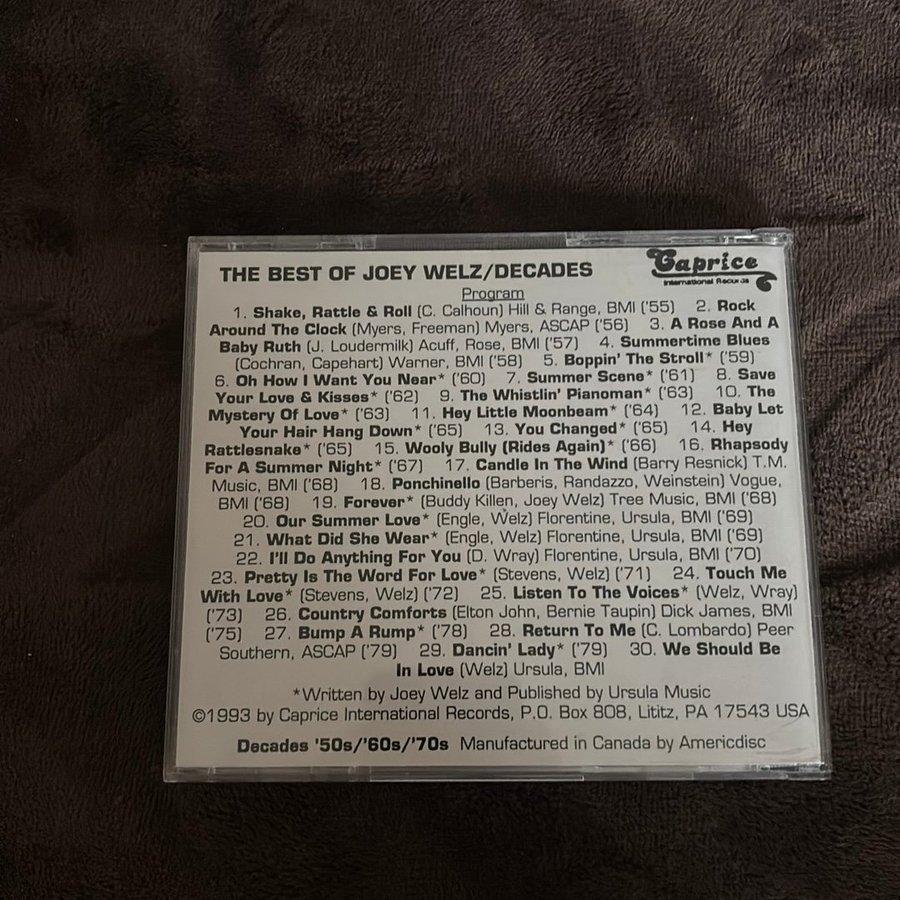 THE BEST OF JOEY WELZ/DECADES
Caprice
International Records
Program
1. Shake, Rattle & Roll (C. Calhoun) Hill & Range, BMI ('55) 2. Rock
Around The Clock (Myers, Freeman) Myers, ASCAP ('56) 3. A Rose And A
Baby Ruth (J. Loudermilk) Acuff, Rose, BMI ('57) 4. Summertime Blues
(Cochran, Capehart) Warner, BMI ('58) 5. Boppin' The Stroll* ('59)
6. Oh How I Want You Near* ('60) 7. Summer Scene* ('61) 8. Save
Your Love & Kisses* ('62) 9. The Whistlin' Pianoman* ('63) 10. The
Mystery Of Love* ('63) 11. Hey Little Moonbeam* ('64) 12. Baby Let
Your Hair Hang Down* ('65) 13. You Changed* ('65) 14. Hey
Rattlesnake* ('65) 15. Wooly Bully (Rides Again)* ('66) 16. Rhapsody
For A Summer Night* ('67) 17. Candle In The Wind (Barry Resnick) T.M.
Music, BMI ('68) 18. Ponchinello (Barberis, Randazzo, Weinstein) Vogue,
BMI ('68) 19. Forever* (Buddy Killen, Joey Welz) Tree Music, BMI ('68)
20. Our Summer Love* (Engle, Welz) Florentine, Ursula, BMI ('69)
21. What Did She Wear* (Engle, Welz) Florentine, Ursula, BMI ('69)
22. I'll Do Anything For You (D. Wray) Florentine, Ursula, BMI ('70)
23. Pretty Is The Word For Love* (Stevens, Welz) ('71) 24. Touch Me
With Love* (Stevens, Welz) ('72) 25. Listen To The Voices* (Welz, Wray)
('73) 26. Country Comforts (Elton John, Bernie Taupin) Dick James, BMI
('75) 27. Bump A Rump* ('78) 28. Return To Me (C. Lombardo) Peer
Southern, ASCAP ('79) 29. Dancin' Lady* ('79) 30. We Should Be
In Love (Welz) Ursula, BMI
*Written by Joey Welz and Published by Ursula Music
©1993 by Caprice International Records, P.O. Box 808, Lititz, PA 17543 USA
Decades '50s/'60s/'70s Manufactured in Canada by Americdisc